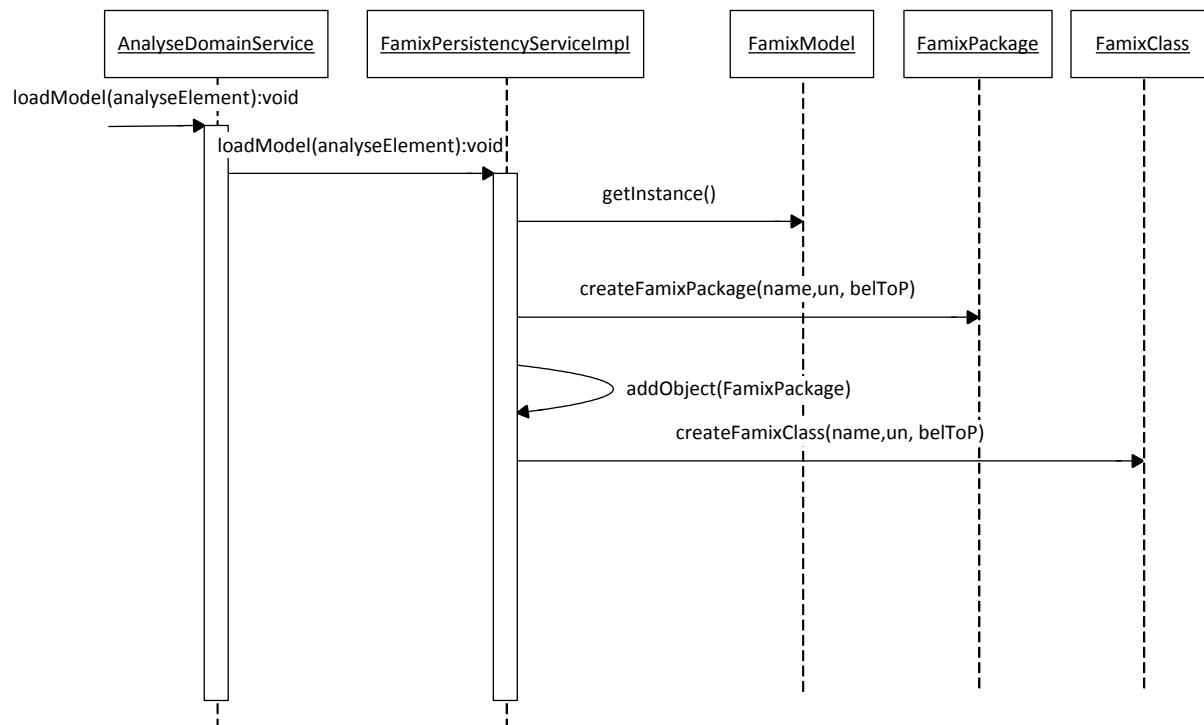 AnalyseDomainService
FamixPersistencyServiceImpl
FamixModel
FamixPackage
FamixClass
loadModel(analyseElement):void
loadModel(analyseElement):void
getInstance()
createFamixPackage(name,un, belToP)
addObject(FamixPackage)
createFamixClass(name,un, belToP)